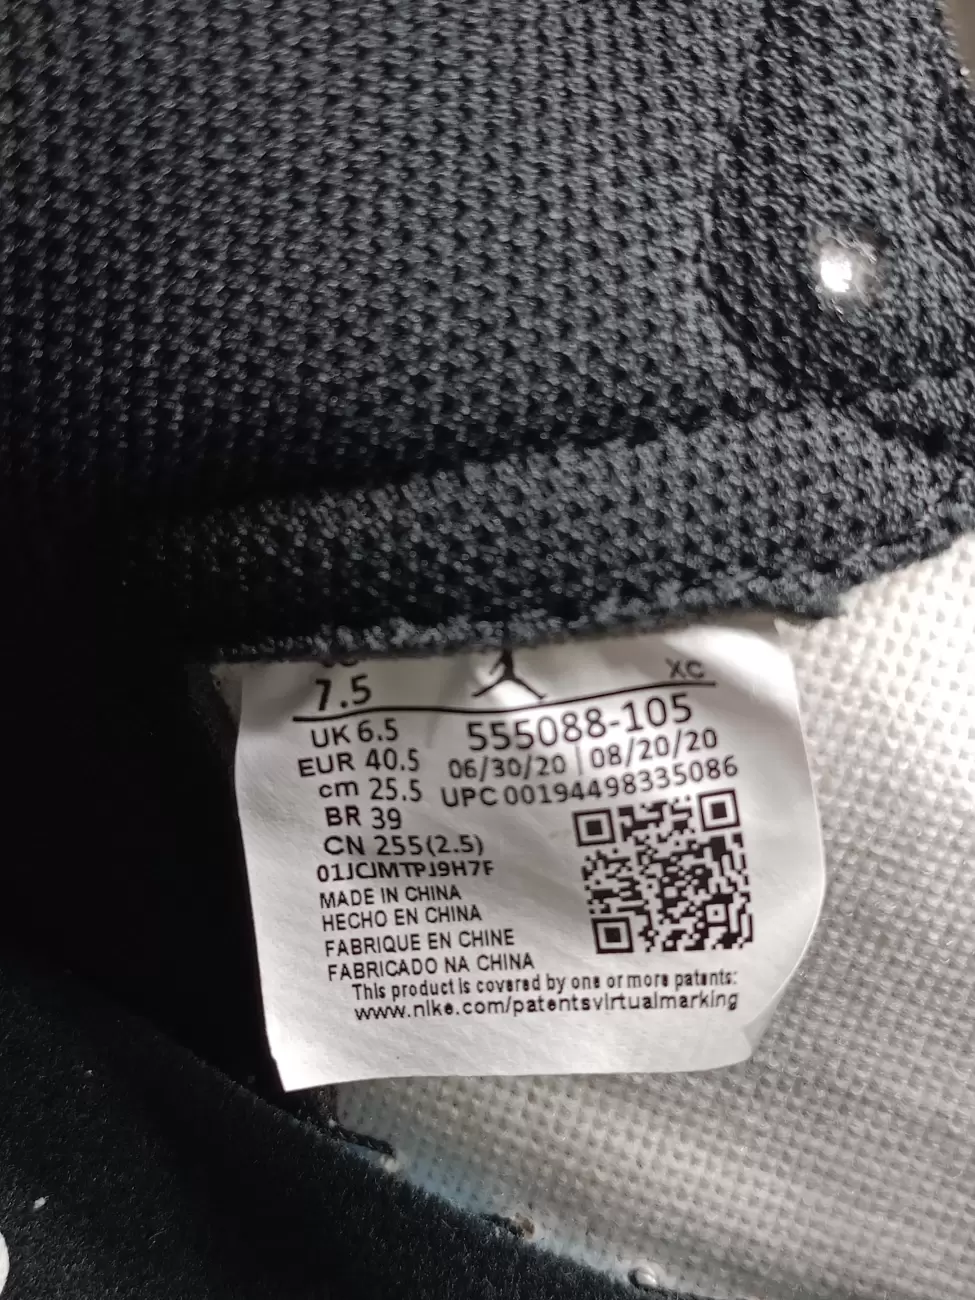 7.5
XC
UK 6.5
555088-105
EUR 40.5
06/30/20 | 08/20/20
cm 25.5
UPC 00194498335086
BR 39
CN 255(2.5)
01JCJMTPJ9H7F
MADE IN CHINA
HECHO EN CHINA
FABRIQUE EN CHINE
FABRICADO NA CHINA
This product is covered by one or more patents:
www.nike.com/patentsvirtualmarking